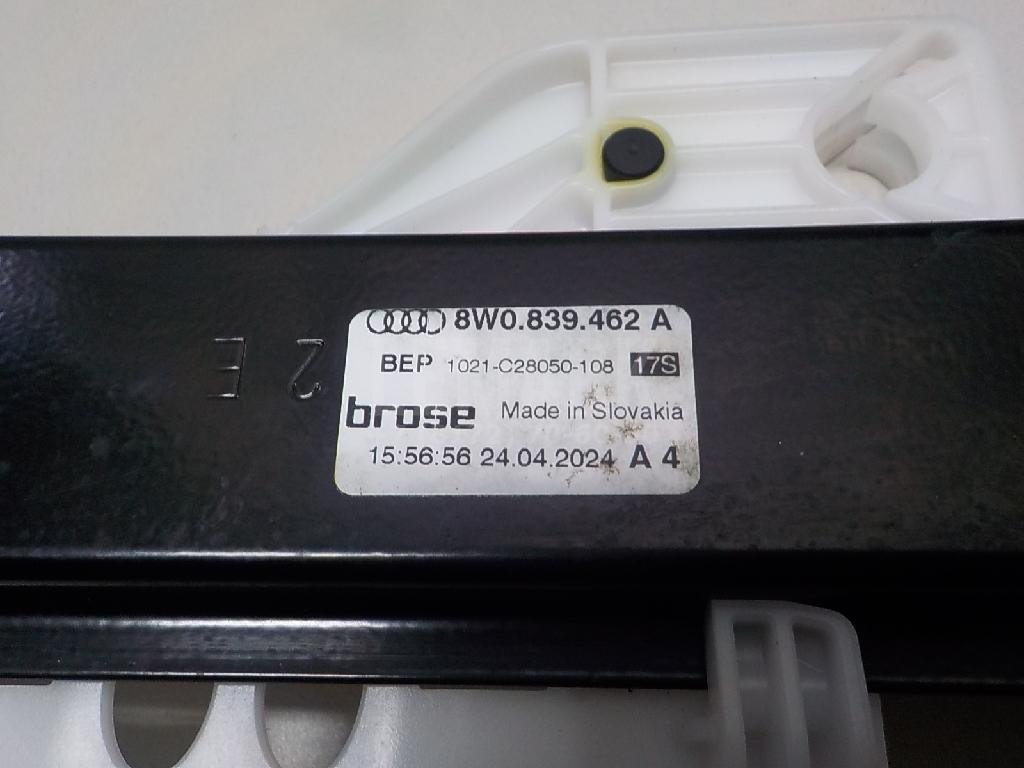 8W0.839.462 A
BEP 1021-C28050-108 17S
brose Made in Slovakia
15:56:56 24.04.2024 A 4
2 E